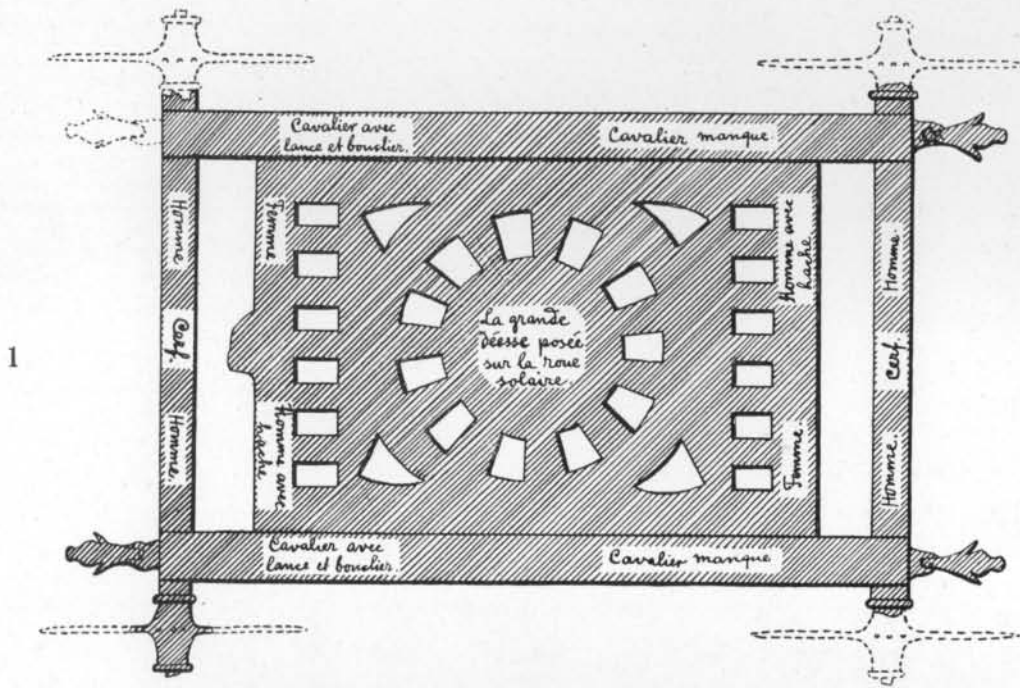 Cavalier avec
lance et bouclier.
Cavalier manque.
Homme
Cerf.
Homme.
Femme
Homme avec
hache
La grande
déesse posée
sur la roue
solaire.
Homme avec
hache
Femme.
Homme.
Cerf.
Homme.
1
Cavalier avec
lance et bouclier.
Cavalier manque